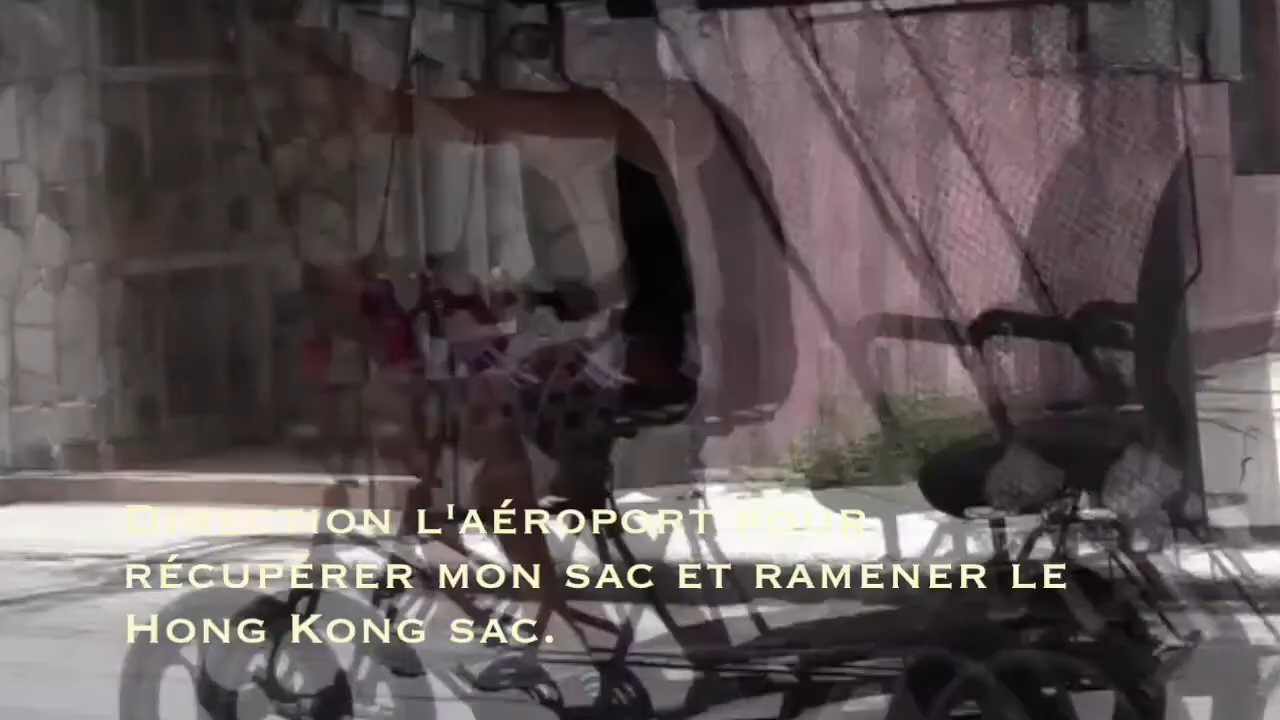 Direction l'aéroport pour
récupérer mon sac et ramener le
Hong Kong sac.